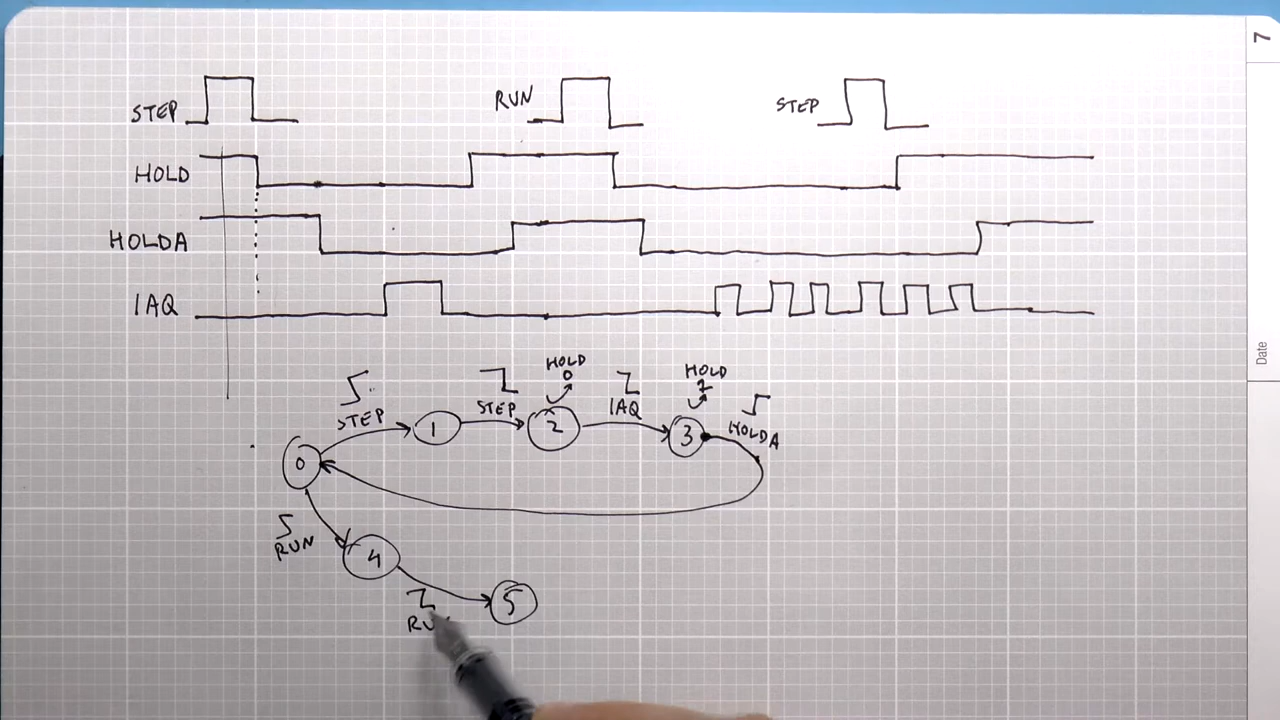 7
STEP
RUN
STEP
HOLD
HOLDA
IAQ
Date
STEP
STEP
HOLD
0
IAQ
HOLD
1
HOLDA
0
1
2
3
RUN
4
5